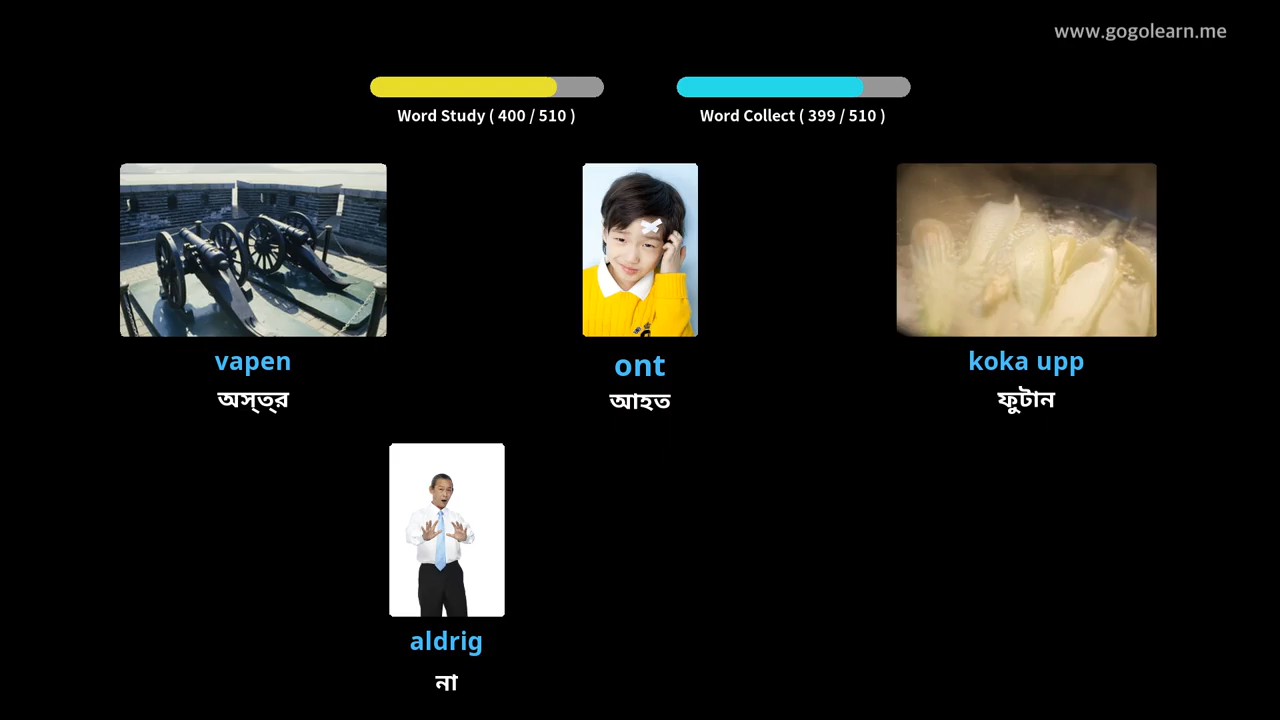 www.gogolearn.me
Word Study ( 400 / 510 )
Word Collect ( 399 / 510 )
vapen
ont
koka upp
অস্ত্র
আহত
ফুটান
aldrig
না